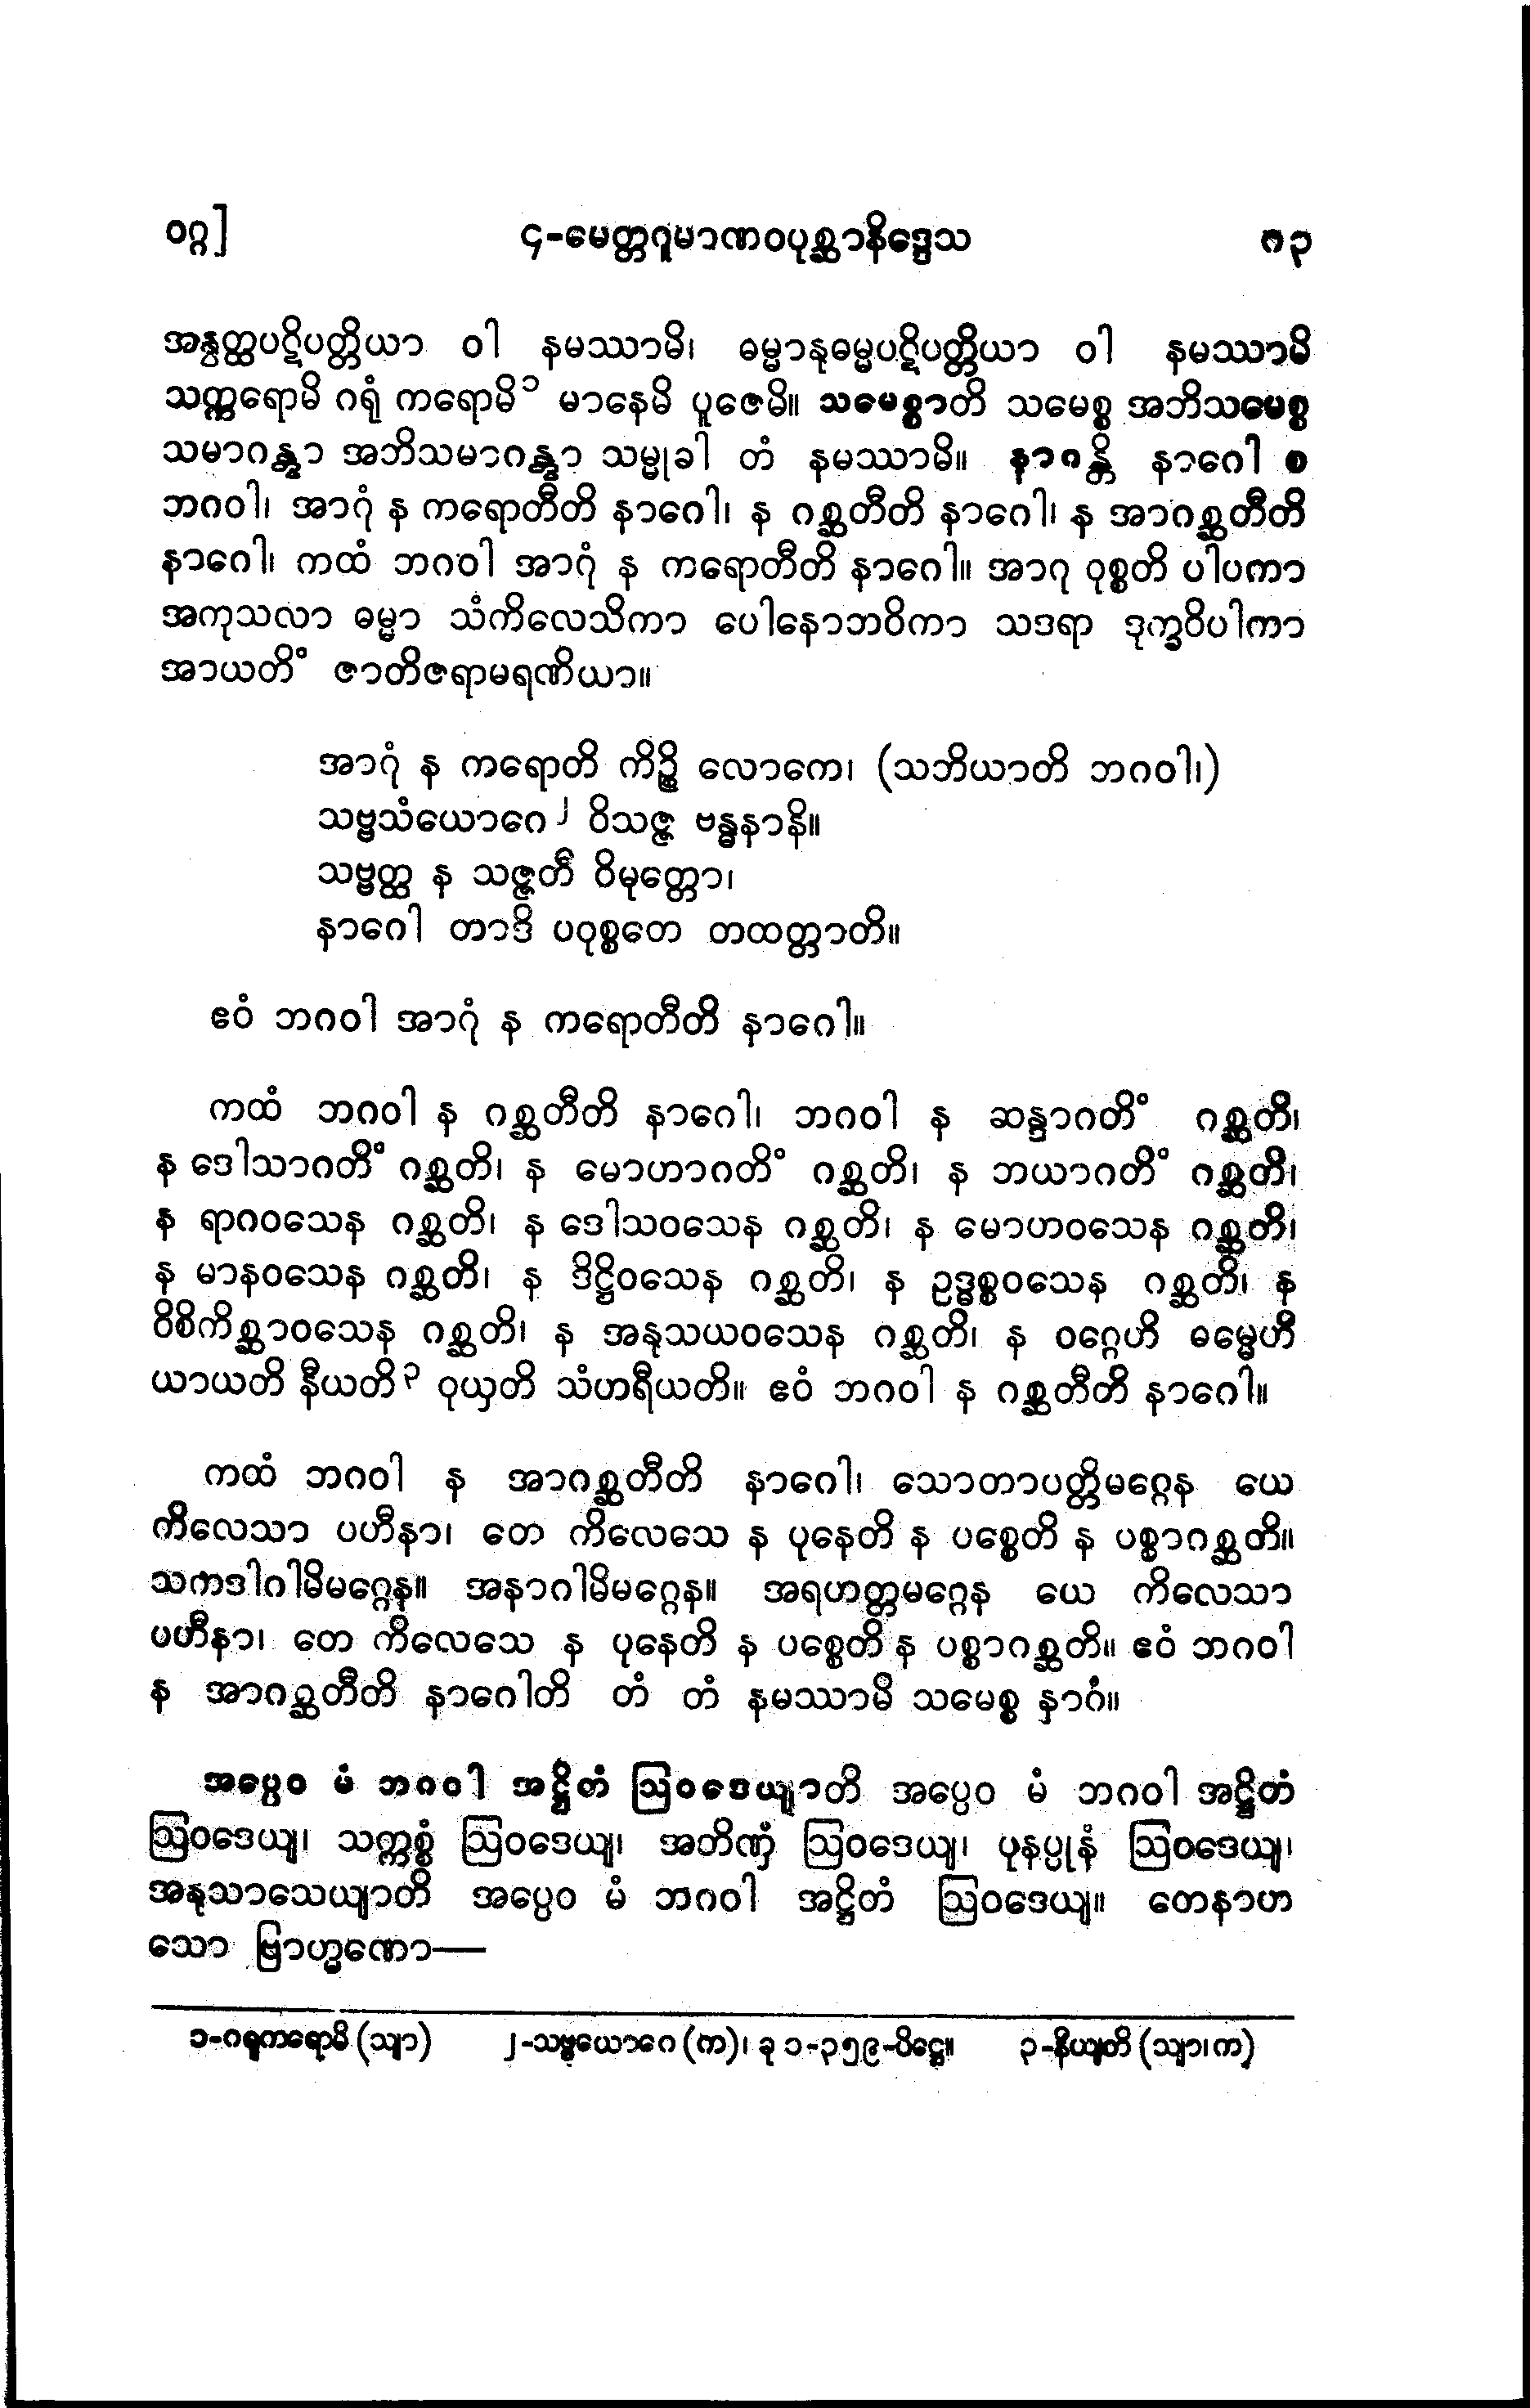 ဝဂ္ဂ]	၄-မေတ္တဂူမာဏဝပုစ္ဆာနိဒ္ဒေသ	၈၃
အနွတ္ထပဋိပတ္တိယာ ဝါ နမဿာမိ၊ ဓမ္မာနုဓမ္မပဋိပတ္တိယာ ဝါ နမဿာမိ
သက္ကရောမိ ဂရုံ ကရောမိ ၁ မာနေမိ ပူဇေမိ။ သမေစ္စာတိ သမေစ္စ အဘိသမေစ္စ
သမာဂန္တွာ အဘိသမာဂန္တွာ သမ္မုခါ တံ နမဿာမိ။ နာဂန္တိ နာဂေါ စ
ဘဂဝါ၊ အာဂုံ န ကရောတီတိ နာဂေါ၊ န ဂစ္ဆတီတိ နာဂေါ၊ န အာဂစ္ဆတီတိ
နာဂေါ၊ ကထံ ဘဂဝါ အာဂုံ န ကရောတီတိ နာဂေါ။ အာဂု ဝုစ္စတိ ပါပကာ
အကုသလာ ဓမ္မာ သံကိလေသိကာ ပေါနောဘဝိကာ သဒရာ ဒုက္ခဝိပါကာ
အာယတိံ ဇာတိဇရာမရဏိယာ။
အာဂုံ န ကရောတိ ကိဉ္စိ လောကေ၊ (သဘိယာတိ ဘဂဝါ၊)
သဗ္ဗသံယောဂေ ၂ ဝိသဇ္ဇ ဗန္ဓနာနိ။
သဗ္ဗတ္ထ န သဇ္ဇတီ ဝိမုတ္တော၊
နာဂေါ တာဒိ ပဝုစ္စတေ တထတ္တာတိ။
ဧဝံ ဘဂဝါ အာဂုံ န ကရောတီတိ နာဂေါ။
ကထံ ဘဂဝါ န ဂစ္ဆတီတိ နာဂေါ၊ ဘဂဝါ န ဆန္ဒာဂတိံ ဂစ္ဆတိ၊
န ဒေါသာဂတိံ ဂစ္ဆတိ၊ န မောဟာဂတိံ ဂစ္ဆတိ၊ န ဘယာဂတိံ ဂစ္ဆတိ၊
န ရာဂဝသေန ဂစ္ဆတိ၊ န ဒေါသဝသေန ဂစ္ဆတိ၊ န မောဟဝသေန ဂစ္ဆတိ၊
န မာနဝသေန ဂစ္ဆတိ၊ န ဒိဋ္ဌိဝသေန ဂစ္ဆတိ၊ န ဥဒ္ဓစ္စဝသေန ဂစ္ဆတိ၊ န
ဝိစိကိစ္ဆာဝသေန ဂစ္ဆတိ၊ န အနုသယဝသေန ဂစ္ဆတိ၊ န ဝဂ္ဂေဟိ ဓမ္မေဟိ
ယာယတိ နီယတိ ၃ ဝုယှတိ သံဟရီယတိ။ ဧဝံ ဘဂဝါ န ဂစ္ဆတီတိ နာဂေါ။
ကထံ ဘဂဝါ န အာဂစ္ဆတီတိ နာဂေါ၊ သောတာပတ္တိမဂ္ဂေန ယေ
ကိလေသာ ပဟီနာ၊ တေ ကိလေသေ န ပုနေတိ န ပစ္စေတိ န ပစ္စာဂစ္ဆတိ။
သကဒါဂါမိမဂ္ဂေန။ အနာဂါမိမဂ္ဂေန။ အရဟတ္တမဂ္ဂေန ယေ ကိလေသာ
ပဟီနာ၊ တေ ကိလေသေ န ပုနေတိ န ပစ္စေတိ န ပစ္စာဂစ္ဆတိ။ ဧဝံ ဘဂဝါ
န အာဂစ္ဆတီတိ နာဂေါတိ တံ တံ နမဿာမိ သမေစ္စ နာဂံ။
အပ္ပေဝ မံ ဘဂဝါ အဋ္ဌိတံ ဩဝဒေယျာတိ အပ္ပေဝ မံ ဘဂဝါ အဋ္ဌိတံ
ဩဝဒေယျ၊ သက္ကစ္စံ ဩဝဒေယျ၊ အဘိဏှံ ဩဝဒေယျ၊ ပုနပ္ပုနံ ဩဝဒေယျ၊
အနုသာသေယျာတိ အပ္ပေဝ မံ ဘဂဝါ အဋ္ဌိတံ ဩဝဒေယျ။ တေနာဟ
သော ဗြာဟ္မဏော—
၁-ဂရုကရောမိ (သျာ)	၂-သဗ္ဗယောဂေ (က)၊ ခု ၁-၃၅၉-ပိဋ္ဌေ။	၃-နိယျတိ (သျာ၊ က)